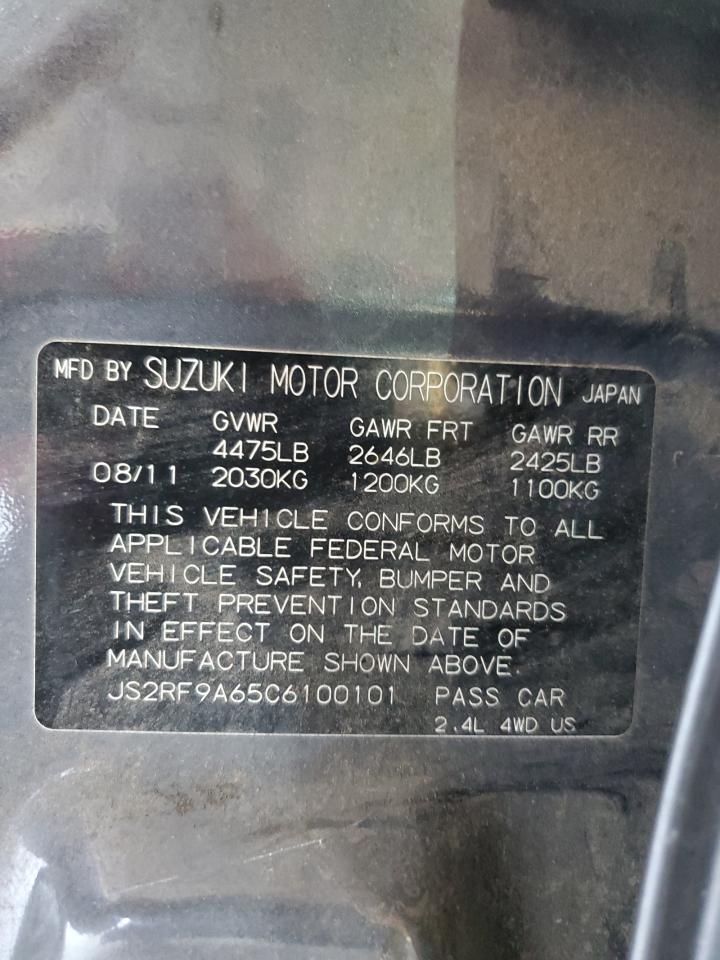 MFD BY SUZUKI MOTOR CORPORATION JAPAN
DATE GVWR GAWR FRT GAWR RR
4475LB 2646LB 2425LB
08/11 2030KG 1200KG 1100KG
THIS VEHICLE CONFORMS TO ALL
APPLICABLE FEDERAL MOTOR
VEHICLE SAFETY, BUMPER AND
THEFT PREVENTION STANDARDS
IN EFFECT ON THE DATE OF
MANUFACTURE SHOWN ABOVE.
JS2RF9A65C6100101 PASS CAR
2.4L 4WD US